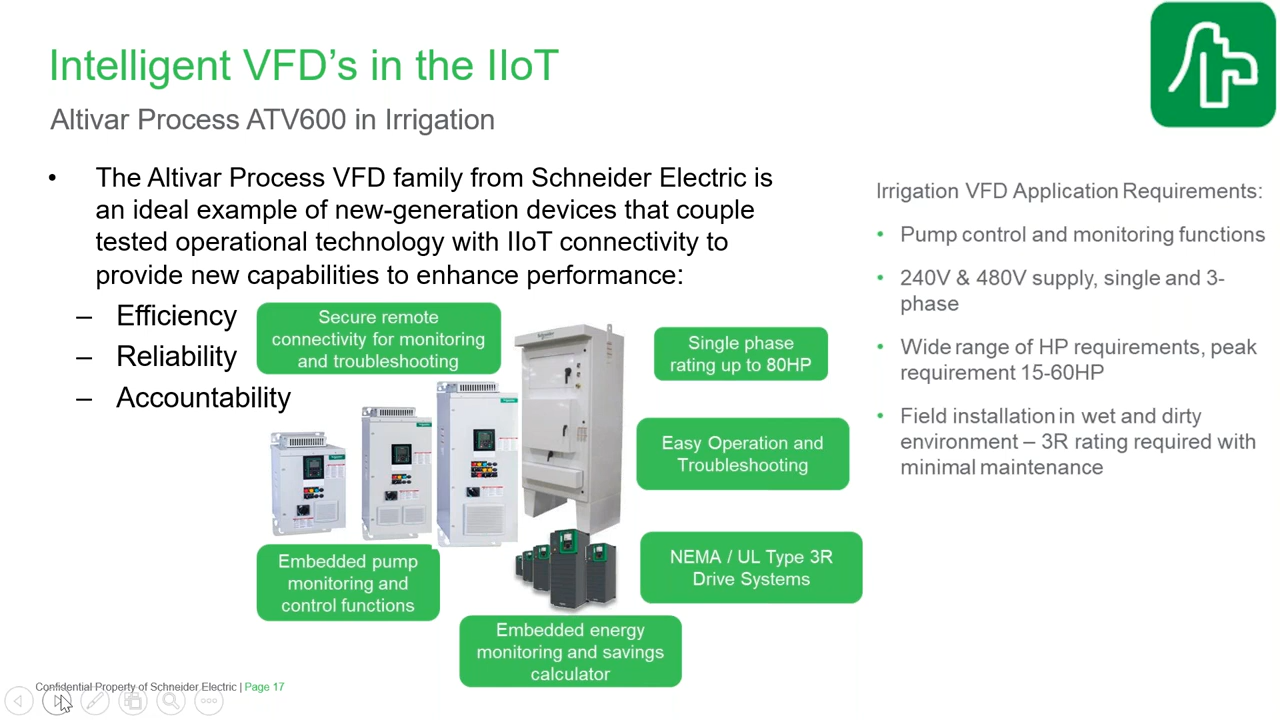 Intelligent VFD’s in the IIoT
Altivar Process ATV600 in Irrigation
• The Altivar Process VFD family from Schneider Electric is
an ideal example of new-generation devices that couple
tested operational technology with IIoT connectivity to
provide new capabilities to enhance performance:
– Efficiency
– Reliability
– Accountability
Secure remote
connectivity for monitoring
and troubleshooting
Single phase
rating up to 80HP
Easy Operation and
Troubleshooting
Embedded pump
monitoring and
control functions
NEMA / UL Type 3R
Drive Systems
Embedded energy
monitoring and savings
calculator
Irrigation VFD Application Requirements:
• Pump control and monitoring functions
• 240V & 480V supply, single and 3-
phase
• Wide range of HP requirements, peak
requirement 15-60HP
• Field installation in wet and dirty
environment – 3R rating required with
minimal maintenance
Confidential Property of Schneider Electric | Page 17